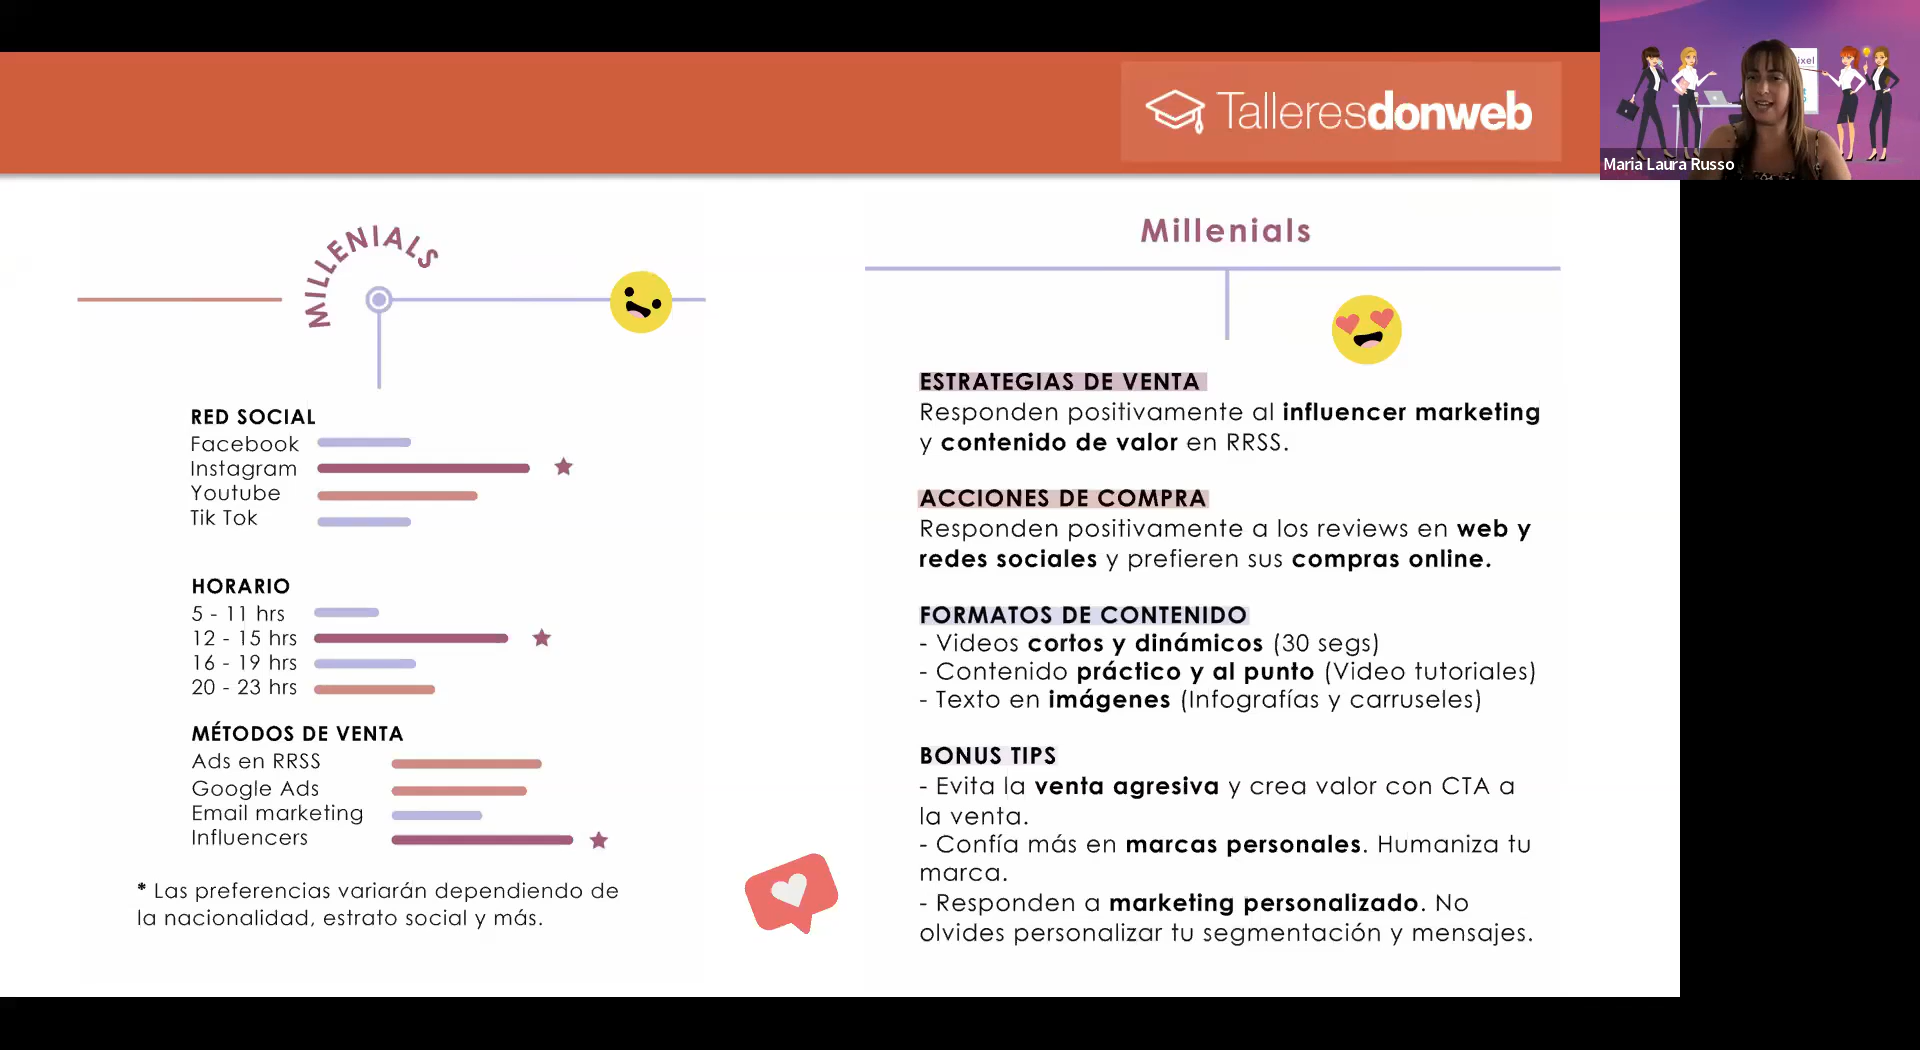 Talleresdonweb
ixel
Maria Laura Russo
MILLENIALS
RED SOCIAL
Facebook
Instagram
Youtube
Tik Tok
HORARIO
5 - 11 hrs
12 - 15 hrs
16 - 19 hrs
20 - 23 hrs
MÉTODOS DE VENTA
Ads en RRSS
Google Ads
Email marketing
Influencers
* Las preferencias variarán dependiendo de
la nacionalidad, estrato social y más.
Millenials
ESTRATEGIAS DE VENTA
Responden positivamente al influencer marketing
y contenido de valor en RRSS.
ACCIONES DE COMPRA
Responden positivamente a los reviews en web y
redes sociales y prefieren sus compras online.
FORMATOS DE CONTENIDO
- Videos cortos y dinámicos (30 segs)
- Contenido práctico y al punto (Video tutoriales)
- Texto en imágenes (Infografías y carruseles)
BONUS TIPS
- Evita la venta agresiva y crea valor con CTA a
la venta.
- Confía más en marcas personales. Humaniza tu
marca.
- Responden a marketing personalizado. No
olvides personalizar tu segmentación y mensajes.